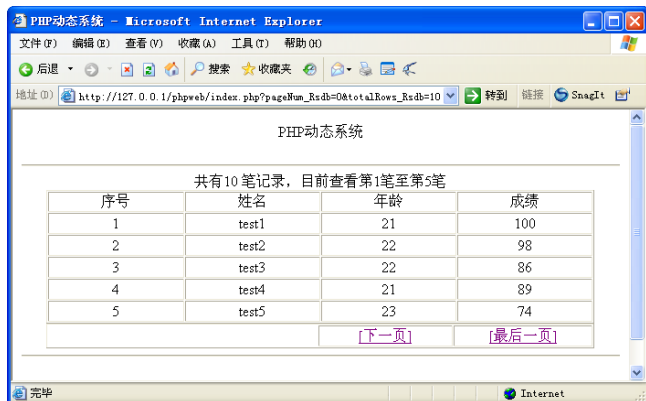 PHP动态系统 - Microsoft Internet Explorer
文件(F) 编辑(E) 查看(V) 收藏(A) 工具(T) 帮助(H)
后退 搜索 收藏夹
地址(D) http://127.0.0.1/phpweb/index.php?pageNum_Rsdb=0&totalRows_Rsdb=10 转到 链接 SnagIt
PHP动态系统
共有10 笔记录，目前查看第1笔至第5笔
序号 姓名 年龄 成绩
1 test1 21 100
2 test2 22 98
3 test3 22 86
4 test4 21 89
5 test5 23 74
[下一页] [最后一页]
完毕 Internet